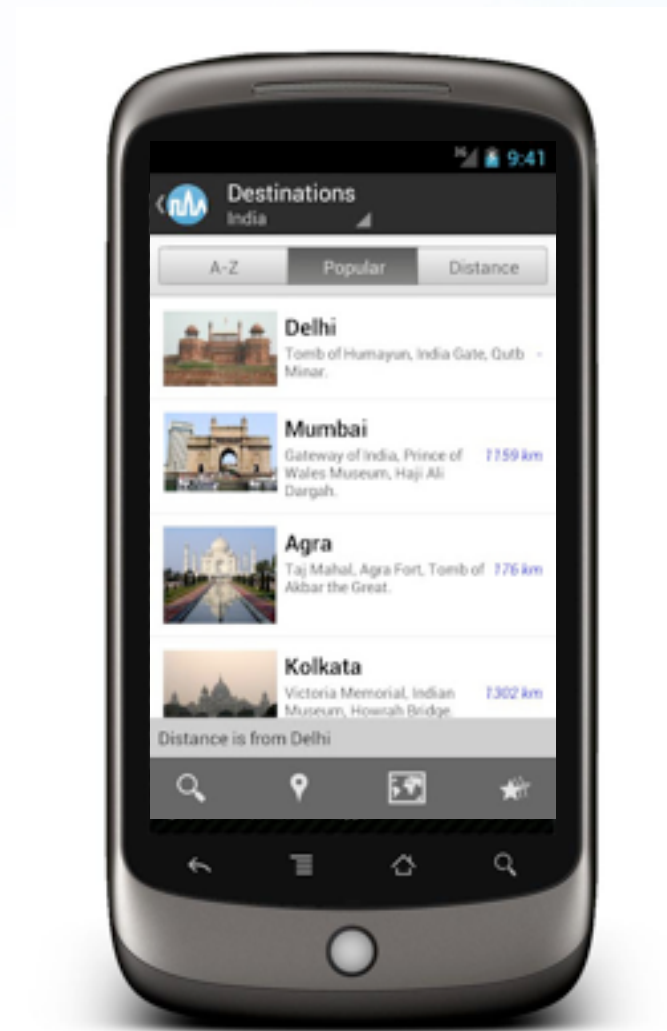 3G 9:41
Destinations
India
A-Z Popular Distance
Delhi
Tomb of Humayun, India Gate, Qutb -
Minar.
Mumbai
Gateway of India, Prince of 1159 km
Wales Museum, Haji Ali
Dargah.
Agra
Taj Mahal, Agra Fort, Tomb of 176 km
Akbar the Great.
Kolkata
Victoria Memorial, Indian 1302 km
Museum, Howrah Bridge.
Distance is from Delhi